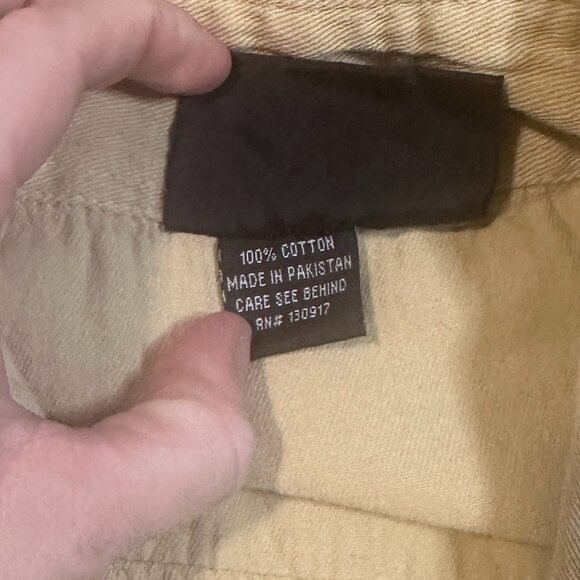 100% COTTON
MADE IN PAKISTAN
CARE SEE BEHIND
RN# 130917